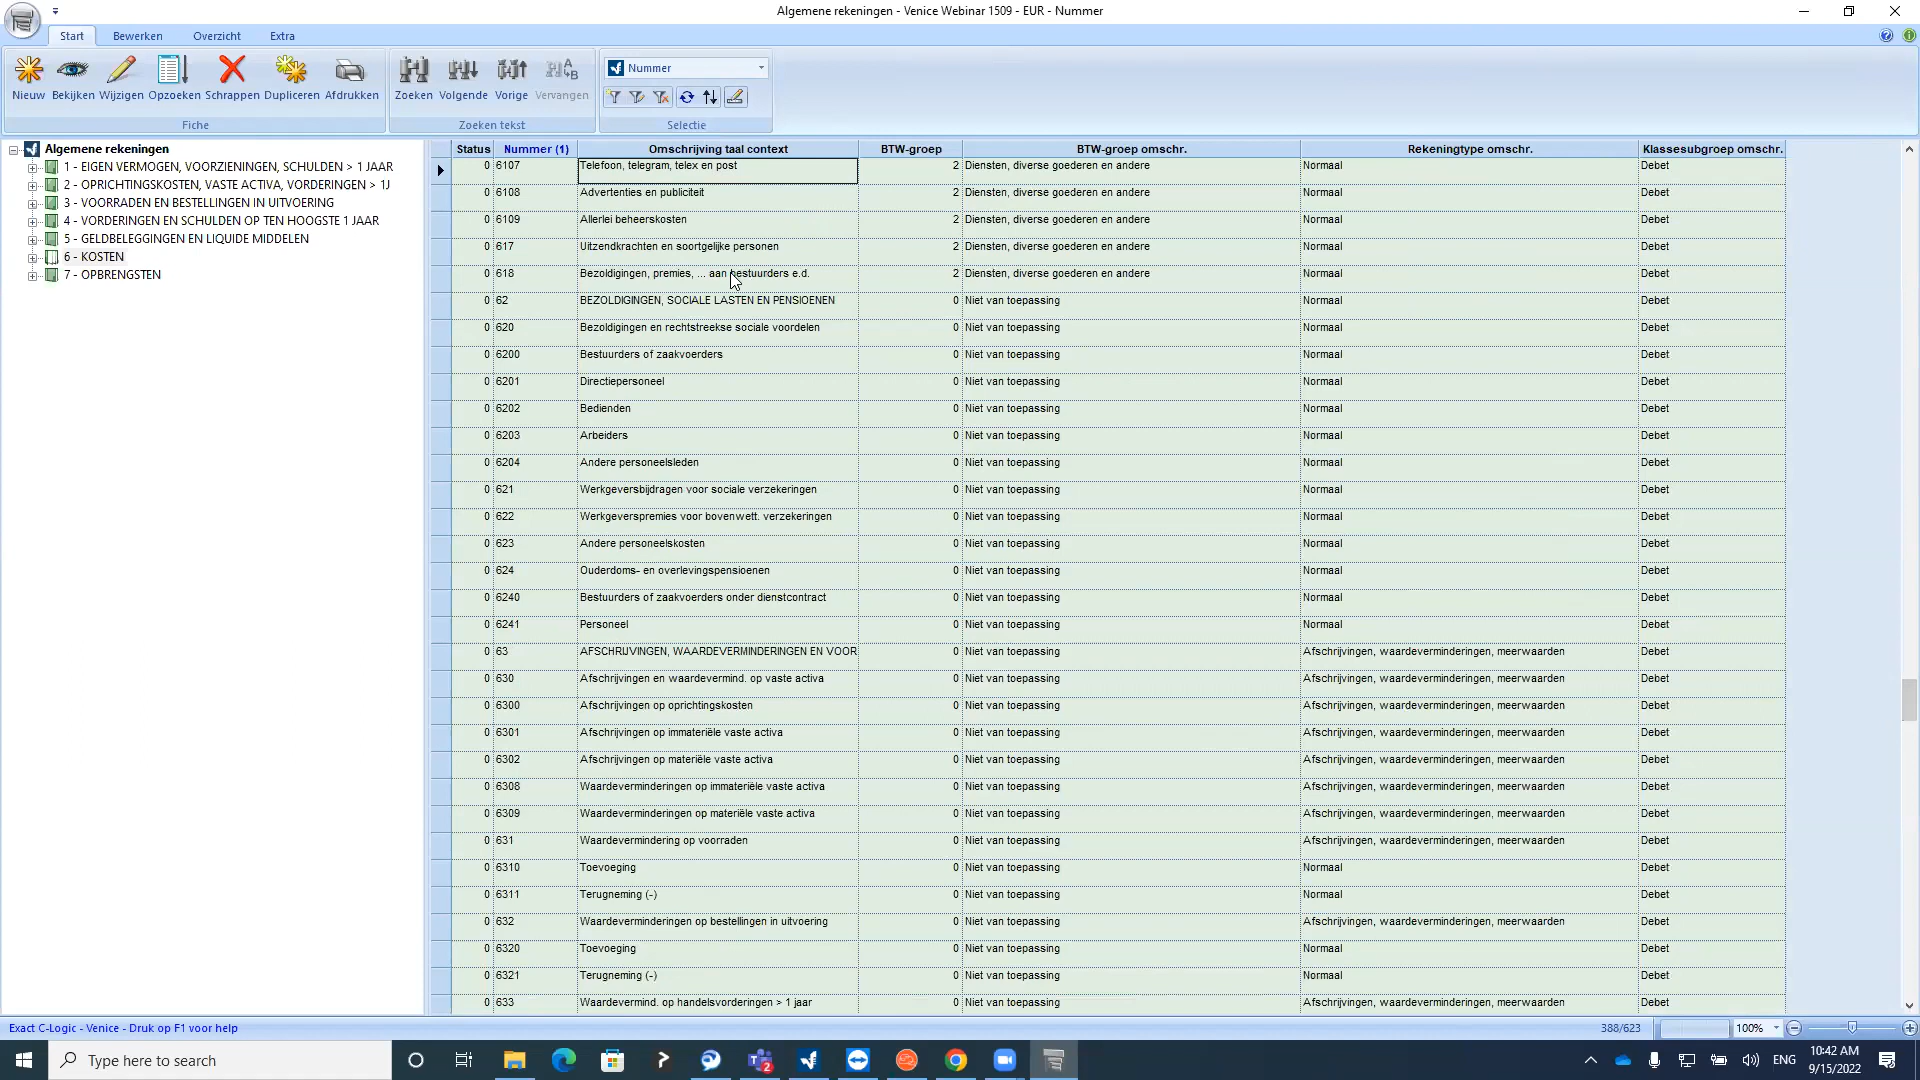 Algemene rekeningen - Venice Webinar 1509 - EUR - Nummer
Start Bewerken Overzicht Extra
Nieuw Bekijken Wijzigen Opzoeken Schrappen Dupliceren Afdrukken Zoeken Volgende Vorige Vervangen Nummer
Fiche Zoeken tekst Selectie
Algemene rekeningen
1 - EIGEN VERMOGEN, VOORZIENINGEN, SCHULDEN > 1 JAAR
2 - OPRICHTINGSKOSTEN, VASTE ACTIVA, VORDERINGEN > 1J
3 - VOORRADEN EN BESTELLINGEN IN UITVOERING
4 - VORDERINGEN EN SCHULDEN OP TEN HOOGSTE 1 JAAR
5 - GELDBELEGGINGEN EN LIQUIDE MIDDELEN
6 - KOSTEN
7 - OPBRENGSTEN
Status Nummer (1) Omschrijving taal context BTW-groep BTW-groep omschr. Rekeningtype omschr. Klassesubgroep omschr.
0 6107 Telefoon, telegram, telex en post 2 Diensten, diverse goederen en andere Normaal Debet
0 6108 Advertenties en publiciteit 2 Diensten, diverse goederen en andere Normaal Debet
0 6109 Allerlei beheerskosten 2 Diensten, diverse goederen en andere Normaal Debet
0 617 Uitzendkrachten en soortgelijke personen 2 Diensten, diverse goederen en andere Normaal Debet
0 618 Bezoldigingen, premies, ... aan bestuurders e.d. 2 Diensten, diverse goederen en andere Normaal Debet
0 62 BEZOLDIGINGEN, SOCIALE LASTEN EN PENSIOENEN 0 Niet van toepassing Normaal Debet
0 620 Bezoldigingen en rechtstreekse sociale voordelen 0 Niet van toepassing Normaal Debet
0 6200 Bestuurders of zaakvoerders 0 Niet van toepassing Normaal Debet
0 6201 Directiepersoneel 0 Niet van toepassing Normaal Debet
0 6202 Bedienden 0 Niet van toepassing Normaal Debet
0 6203 Arbeiders 0 Niet van toepassing Normaal Debet
0 6204 Andere personeelsleden 0 Niet van toepassing Normaal Debet
0 621 Werkgeversbijdragen voor sociale verzekeringen 0 Niet van toepassing Normaal Debet
0 622 Werkgeverspremies voor bovenwett. verzekeringen 0 Niet van toepassing Normaal Debet
0 623 Andere personeelskosten 0 Niet van toepassing Normaal Debet
0 624 Ouderdoms- en overlevingspensioenen 0 Niet van toepassing Normaal Debet
0 6240 Bestuurders of zaakvoerders onder dienstcontract 0 Niet van toepassing Normaal Debet
0 6241 Personeel 0 Niet van toepassing Normaal Debet
0 63 AFSCHRIJVINGEN, WAARDEVERMINDERINGEN EN VOOR 0 Niet van toepassing Afschrijvingen, waardeverminderingen, meerwaarden Debet
0 630 Afschrijvingen en waardevermind. op vaste activa 0 Niet van toepassing Afschrijvingen, waardeverminderingen, meerwaarden Debet
0 6300 Afschrijvingen op oprichtingskosten 0 Niet van toepassing Afschrijvingen, waardeverminderingen, meerwaarden Debet
0 6301 Afschrijvingen op immateriële vaste activa 0 Niet van toepassing Afschrijvingen, waardeverminderingen, meerwaarden Debet
0 6302 Afschrijvingen op materiële vaste activa 0 Niet van toepassing Afschrijvingen, waardeverminderingen, meerwaarden Debet
0 6308 Waardeverminderingen op immateriële vaste activa 0 Niet van toepassing Afschrijvingen, waardeverminderingen, meerwaarden Debet
0 6309 Waardeverminderingen op materiële vaste activa 0 Niet van toepassing Afschrijvingen, waardeverminderingen, meerwaarden Debet
0 631 Waardevermindering op voorraden 0 Niet van toepassing Afschrijvingen, waardeverminderingen, meerwaarden Debet
0 6310 Toevoeging 0 Niet van toepassing Normaal Debet
0 6311 Terugneming (-) 0 Niet van toepassing Normaal Debet
0 632 Waardeverminderingen op bestellingen in uitvoering 0 Niet van toepassing Afschrijvingen, waardeverminderingen, meerwaarden Debet
0 6320 Toevoeging 0 Niet van toepassing Normaal Debet
0 6321 Terugneming (-) 0 Niet van toepassing Normaal Debet
0 633 Waardevermind. op handelsvorderingen > 1 jaar 0 Niet van toepassing Afschrijvingen, waardeverminderingen, meerwaarden Debet
Exact C-Logic - Venice - Druk op F1 voor help 388/623 100%
Type here to search ENG 10:42 AM
9/15/2022